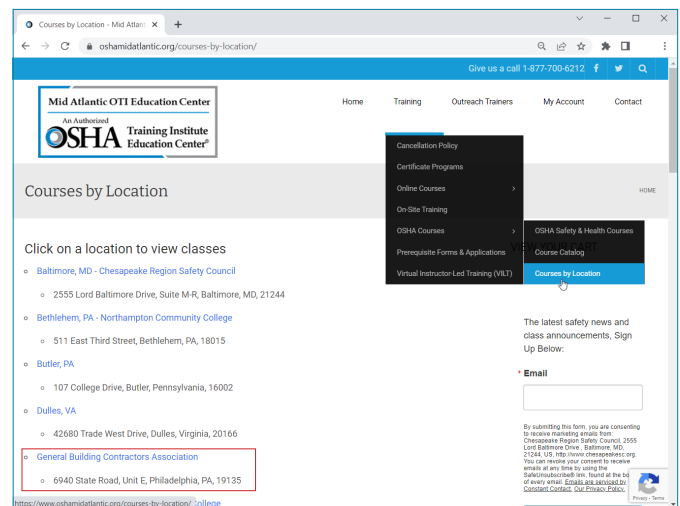 Courses by Location - Mid Atlant
oshamidatlantic.org/courses-by-location/
Give us a call 1-877-700-6212
Mid Atlantic OTI Education Center
An Authorized
OSHA Training Institute
Education Center®
Home Training Outreach Trainers My Account Contact
Cancellation Policy
Certificate Programs
Online Courses
On-Site Training
OSHA Courses
Prerequisite Forms & Applications
Virtual Instructor-Led Training (VILT)
OSHA Safety & Health Courses
Course Catalog
Courses by Location
Courses by Location
HOME
VIEW YOUR CART
Click on a location to view classes
Baltimore, MD - Chesapeake Region Safety Council
2555 Lord Baltimore Drive, Suite M-R, Baltimore, MD, 21244
Bethlehem, PA - Northampton Community College
511 East Third Street, Bethlehem, PA, 18015
Butler, PA
107 College Drive, Butler, Pennsylvania, 16002
Dulles, VA
42680 Trade West Drive, Dulles, Virginia, 20166
General Building Contractors Association
6940 State Road, Unit E, Philadelphia, PA, 19135
https://www.oshamidatlantic.org/courses-by-location/
College
The latest safety news and
class announcements, Sign
Up Below:
* Email
By submitting this form, you are consenting
to receive marketing emails
from:
Chesapeake Region Safety Council, 2555
Lord Baltimore Drive , Baltimore, MD,
21244, US, http://www.chesapeakesc.org.
You can revoke your consent to receive
emails at any time by using the
SafeUnsubscribe® link, found at the bo
of every email. Emails are serviced by
Constant Contact. Our Privacy Policy.
Privacy - Terms